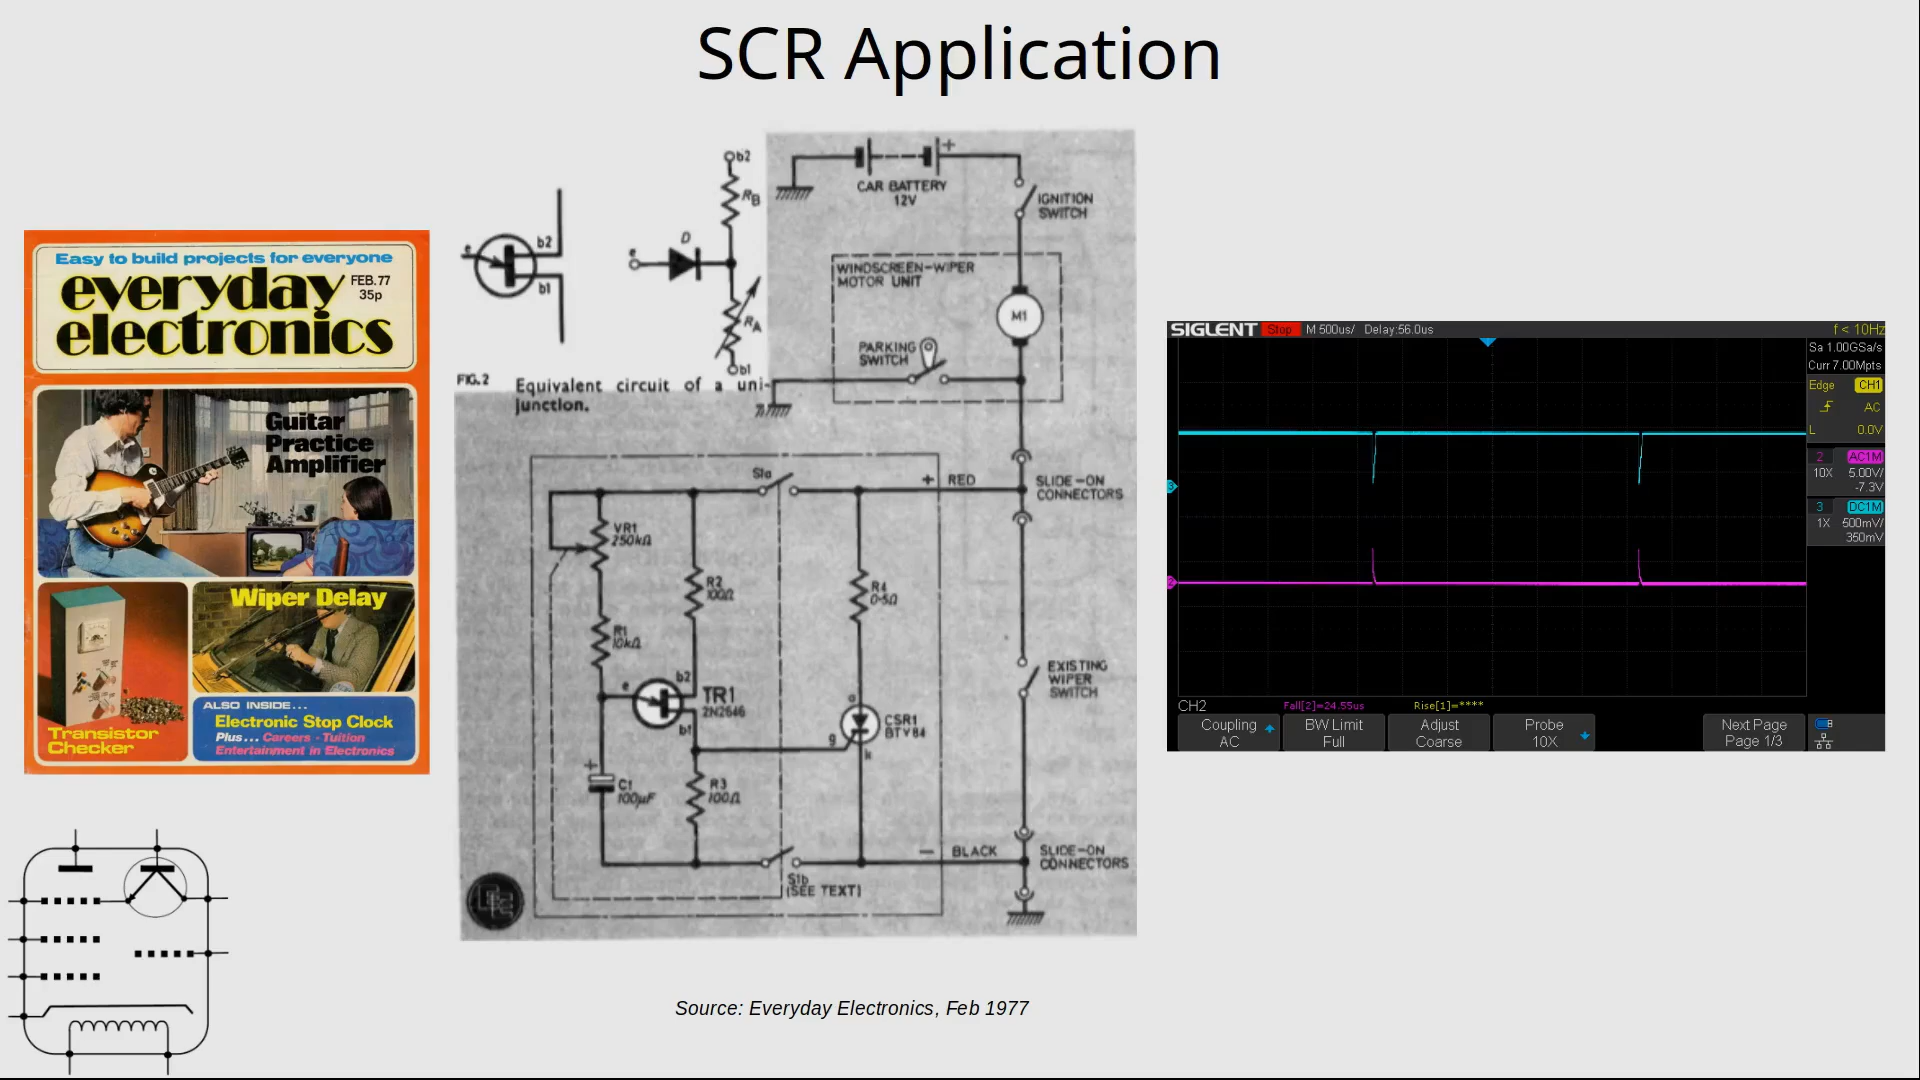 SCR Application
Easy to build projects for everyone
everyday
electronics
FEB.77
35p
Guitar
Practice
Amplifier
Wiper Delay
Transistor
Checker
ALSO INSIDE...
Electronic Stop Clock
Plus... Careers - Tuition
Entertainment in Electronics
e
b2
b1
b2
RB
D
e
RA
b1
FIG.2
Equivalent circuit of a uni-
junction.
+
CAR BATTERY
12V
IGNITION
SWITCH
WINDSCREEN-WIPER
MOTOR UNIT
M1
PARKING
SWITCH
S1a
+ RED
SLIDE-ON
CONNECTORS
VR1
250kΩ
R2
100Ω
R4
0·5Ω
R1
10kΩ
EXISTING
WIPER
SWITCH
e
b2
TR1
2N2646
b1
a
CSR1
BTY84
g
k
+
C1
100µF
R3
100Ω
— BLACK
SLIDE-ON
CONNECTORS
S1b
(SEE TEXT)
SIGLENT Stop M 500us/ Delay:56.0us f < 10Hz
Sa 1.00GSa/s
Curr 7.00Mpts
Edge CH1
AC
L 0.0V
2 AC1M
10X 5.00V/
-7.3V
3 DC1M
1X 500mV/
350mV
3
2
CH2 Fall[2]=24.55us Rise[1]=****
Coupling
AC
BW Limit
Full
Adjust
Coarse
Probe
10X
Next Page
Page 1/3
Source: Everyday Electronics, Feb 1977